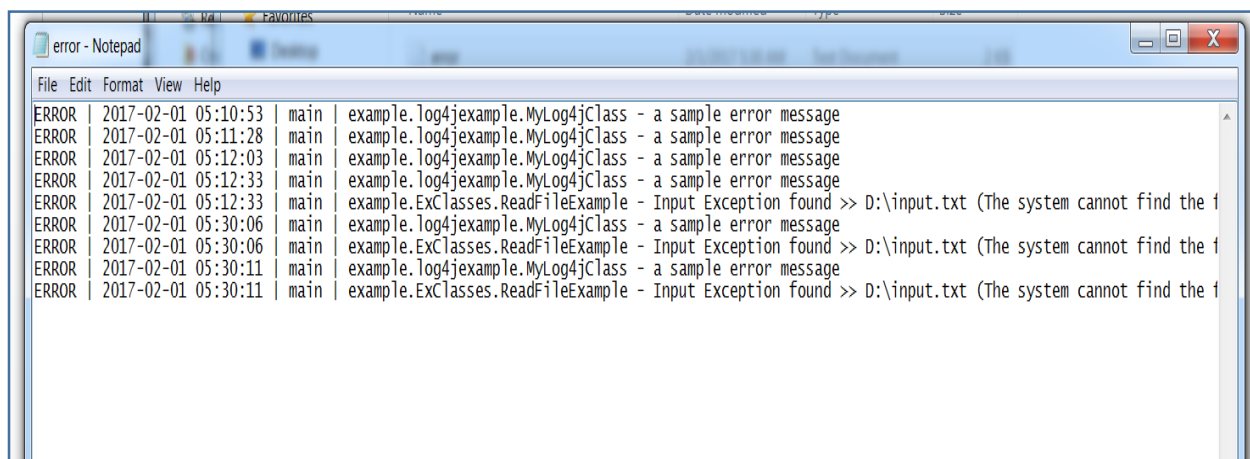 Favorites
error - Notepad
File Edit Format View Help
ERROR | 2017-02-01 05:10:53 | main | example.log4jexample.MyLog4jClass - a sample error message
ERROR | 2017-02-01 05:11:28 | main | example.log4jexample.MyLog4jClass - a sample error message
ERROR | 2017-02-01 05:12:03 | main | example.log4jexample.MyLog4jClass - a sample error message
ERROR | 2017-02-01 05:12:33 | main | example.log4jexample.MyLog4jClass - a sample error message
ERROR | 2017-02-01 05:12:33 | main | example.ExClasses.ReadFileExample - Input Exception found >> D:\input.txt (The system cannot find the f
ERROR | 2017-02-01 05:30:06 | main | example.log4jexample.MyLog4jClass - a sample error message
ERROR | 2017-02-01 05:30:06 | main | example.ExClasses.ReadFileExample - Input Exception found >> D:\input.txt (The system cannot find the f
ERROR | 2017-02-01 05:30:11 | main | example.log4jexample.MyLog4jClass - a sample error message
ERROR | 2017-02-01 05:30:11 | main | example.ExClasses.ReadFileExample - Input Exception found >> D:\input.txt (The system cannot find the f